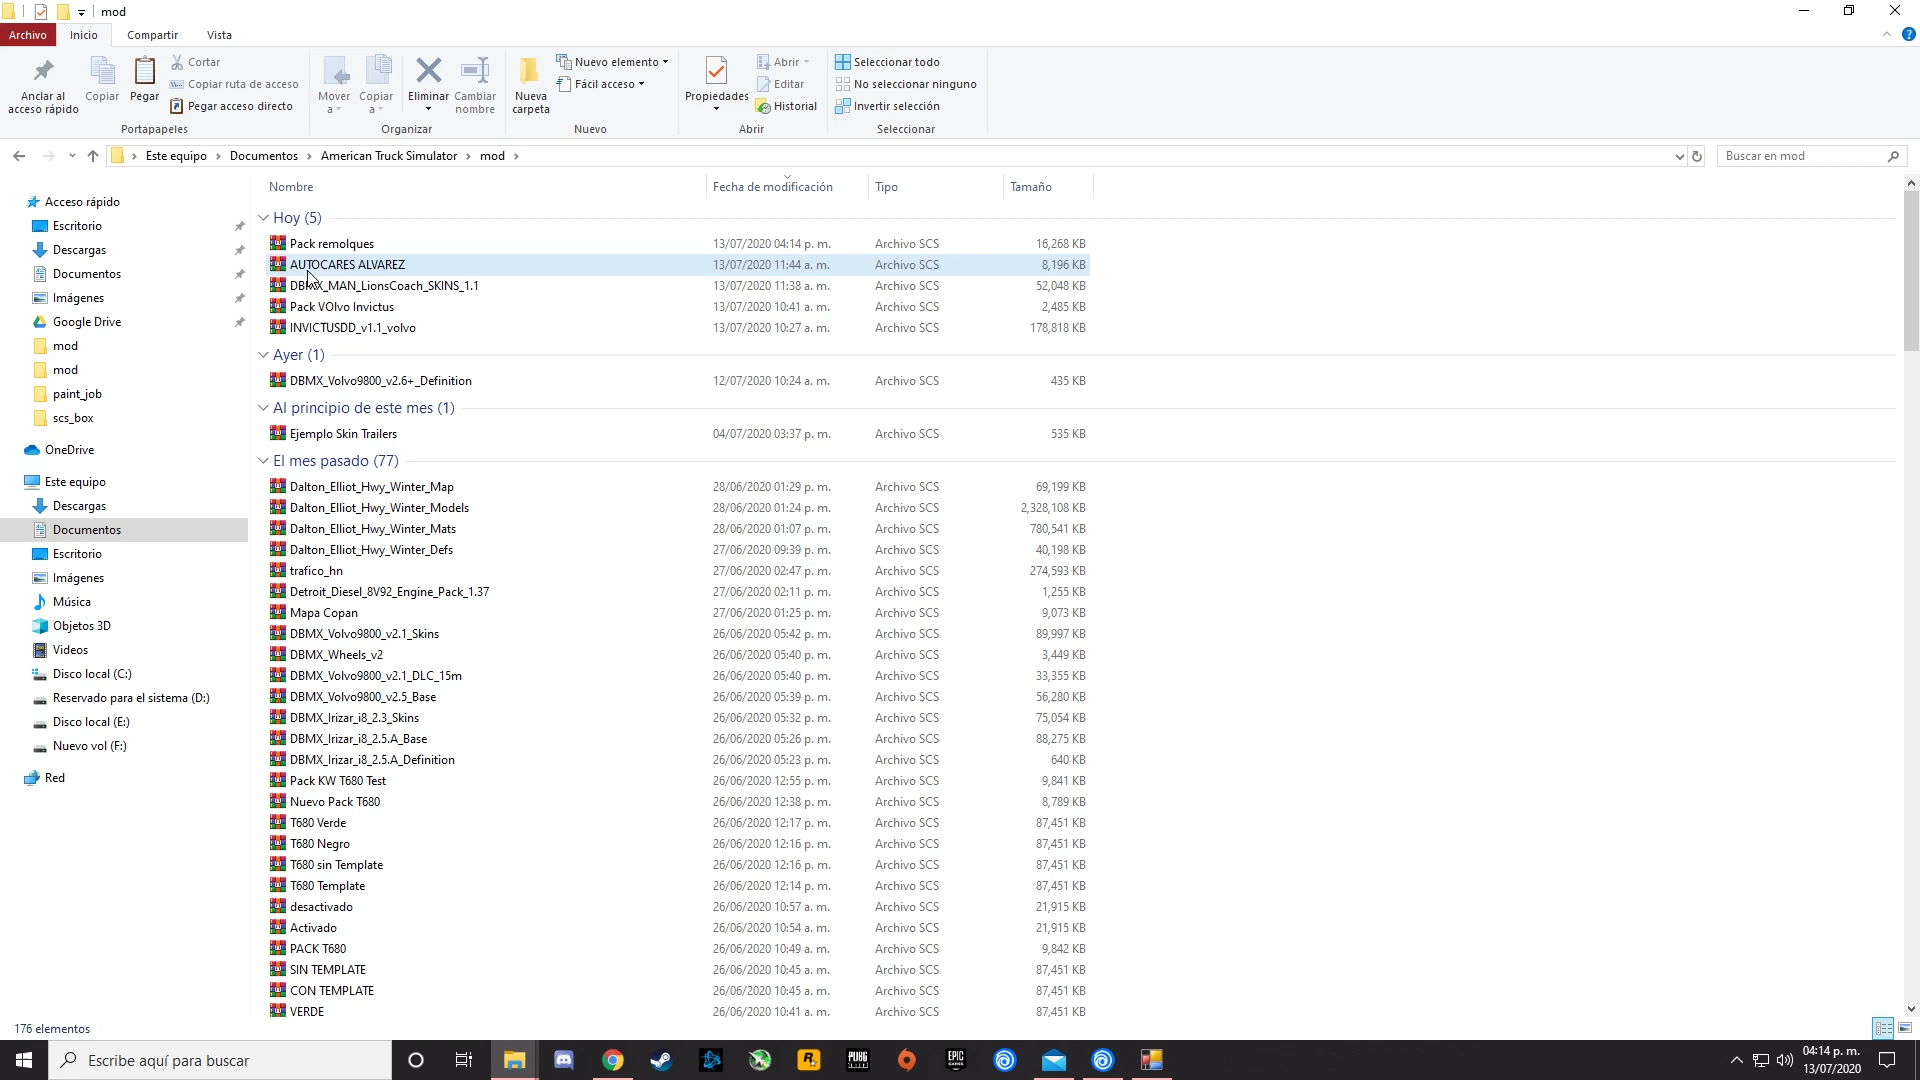 mod
Archivo
Inicio
Compartir
Vista
Anclar al
acceso rápido
Copiar
Pegar
Cortar
Copiar ruta de acceso
Pegar acceso directo
Portapapeles
Mover
a
Copiar
a
Eliminar
Cambiar
nombre
Organizar
Nueva
carpeta
Nuevo elemento
Fácil acceso
Nuevo
Propiedades
Abrir
Editar
Historial
Abrir
Seleccionar todo
No seleccionar ninguno
Invertir selección
Seleccionar
Este equipo > Documentos > American Truck Simulator > mod >
Buscar en mod
Acceso rápido
Escritorio
Descargas
Documentos
Imágenes
Google Drive
mod
mod
paint_job
scs_box
OneDrive
Este equipo
Descargas
Documentos
Escritorio
Imágenes
Música
Objetos 3D
Videos
Disco local (C:)
Reservado para el sistema (D:)
Disco local (E:)
Nuevo vol (F:)
Red
Nombre Fecha de modificación Tipo Tamaño
Hoy (5)
Pack remolques 13/07/2020 04:14 p. m. Archivo SCS 16,268 KB
AUTOCARES ALVAREZ 13/07/2020 11:44 a. m. Archivo SCS 8,196 KB
DBMX_MAN_LionsCoach_SKINS_1.1 13/07/2020 11:38 a. m. Archivo SCS 52,048 KB
Pack VOlvo Invictus 13/07/2020 10:41 a. m. Archivo SCS 2,485 KB
INVICTUSDD_v1.1_volvo 13/07/2020 10:27 a. m. Archivo SCS 178,818 KB
Ayer (1)
DBMX_Volvo9800_v2.6+_Definition 12/07/2020 10:24 a. m. Archivo SCS 435 KB
Al principio de este mes (1)
Ejemplo Skin Trailers 04/07/2020 03:37 p. m. Archivo SCS 535 KB
El mes pasado (77)
Dalton_Elliot_Hwy_Winter_Map 28/06/2020 01:29 p. m. Archivo SCS 69,199 KB
Dalton_Elliot_Hwy_Winter_Models 28/06/2020 01:24 p. m. Archivo SCS 2,328,108 KB
Dalton_Elliot_Hwy_Winter_Mats 28/06/2020 01:07 p. m. Archivo SCS 780,541 KB
Dalton_Elliot_Hwy_Winter_Defs 27/06/2020 09:39 p. m. Archivo SCS 40,198 KB
trafico_hn 27/06/2020 02:47 p. m. Archivo SCS 274,593 KB
Detroit_Diesel_8V92_Engine_Pack_1.37 27/06/2020 02:11 p. m. Archivo SCS 1,255 KB
Mapa Copan 27/06/2020 01:25 p. m. Archivo SCS 9,073 KB
DBMX_Volvo9800_v2.1_Skins 26/06/2020 05:42 p. m. Archivo SCS 89,997 KB
DBMX_Wheels_v2 26/06/2020 05:40 p. m. Archivo SCS 3,449 KB
DBMX_Volvo9800_v2.1_DLC_15m 26/06/2020 05:40 p. m. Archivo SCS 33,355 KB
DBMX_Volvo9800_v2.5_Base 26/06/2020 05:39 p. m. Archivo SCS 56,280 KB
DBMX_Irizar_i8_2.3_Skins 26/06/2020 05:32 p. m. Archivo SCS 75,054 KB
DBMX_Irizar_i8_2.5.A_Base 26/06/2020 05:26 p. m. Archivo SCS 88,275 KB
DBMX_Irizar_i8_2.5.A_Definition 26/06/2020 05:23 p. m. Archivo SCS 640 KB
Pack KW T680 Test 26/06/2020 12:55 p. m. Archivo SCS 9,841 KB
Nuevo Pack T680 26/06/2020 12:38 p. m. Archivo SCS 8,789 KB
T680 Verde 26/06/2020 12:17 p. m. Archivo SCS 87,451 KB
T680 Negro 26/06/2020 12:16 p. m. Archivo SCS 87,451 KB
T680 sin Template 26/06/2020 12:16 p. m. Archivo SCS 87,451 KB
T680 Template 26/06/2020 12:14 p. m. Archivo SCS 87,451 KB
desactivado 26/06/2020 10:57 a. m. Archivo SCS 21,915 KB
Activado 26/06/2020 10:54 a. m. Archivo SCS 21,915 KB
PACK T680 26/06/2020 10:49 a. m. Archivo SCS 9,842 KB
SIN TEMPLATE 26/06/2020 10:45 a. m. Archivo SCS 87,451 KB
CON TEMPLATE 26/06/2020 10:45 a. m. Archivo SCS 87,451 KB
VERDE 26/06/2020 10:41 a. m. Archivo SCS 87,451 KB
176 elementos
Escribe aquí para buscar
PUBG
EPIC
GAMES
04:14 p. m.
13/07/2020